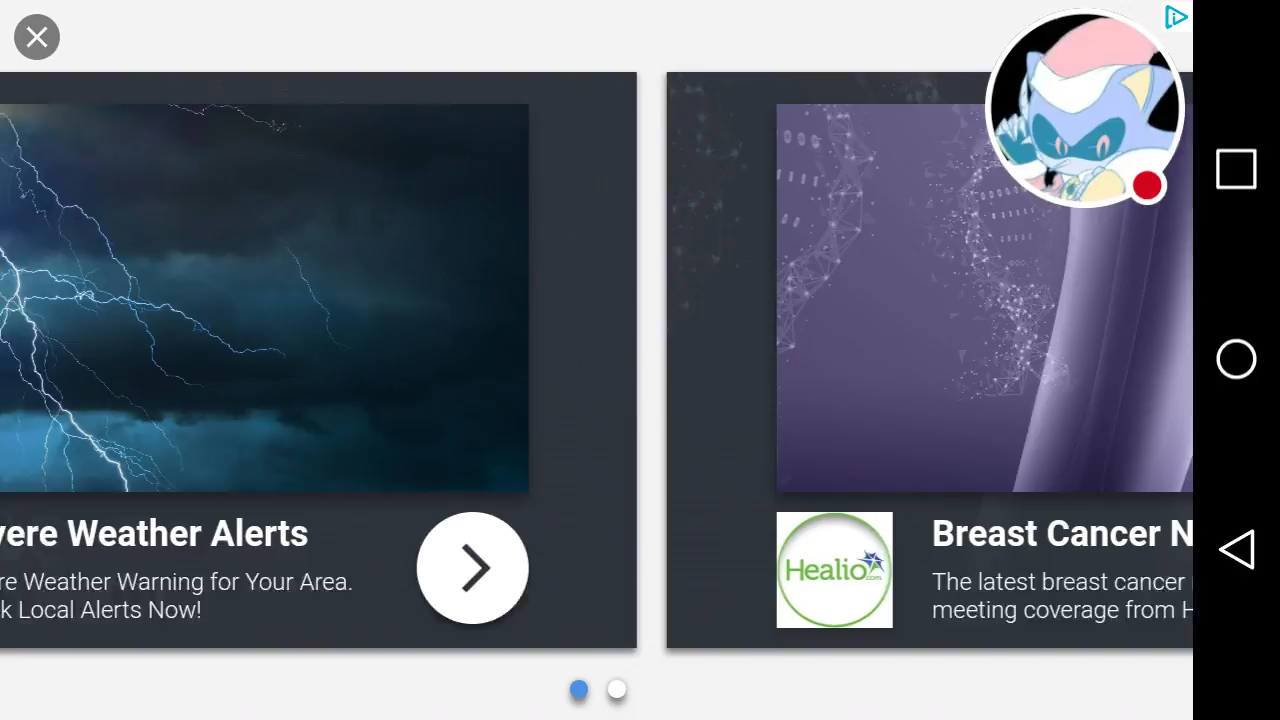 vere Weather Alerts
re Weather Warning for Your Area.
k Local Alerts Now!
Healio.com
Breast Cancer N
The latest breast cancer
meeting coverage from H